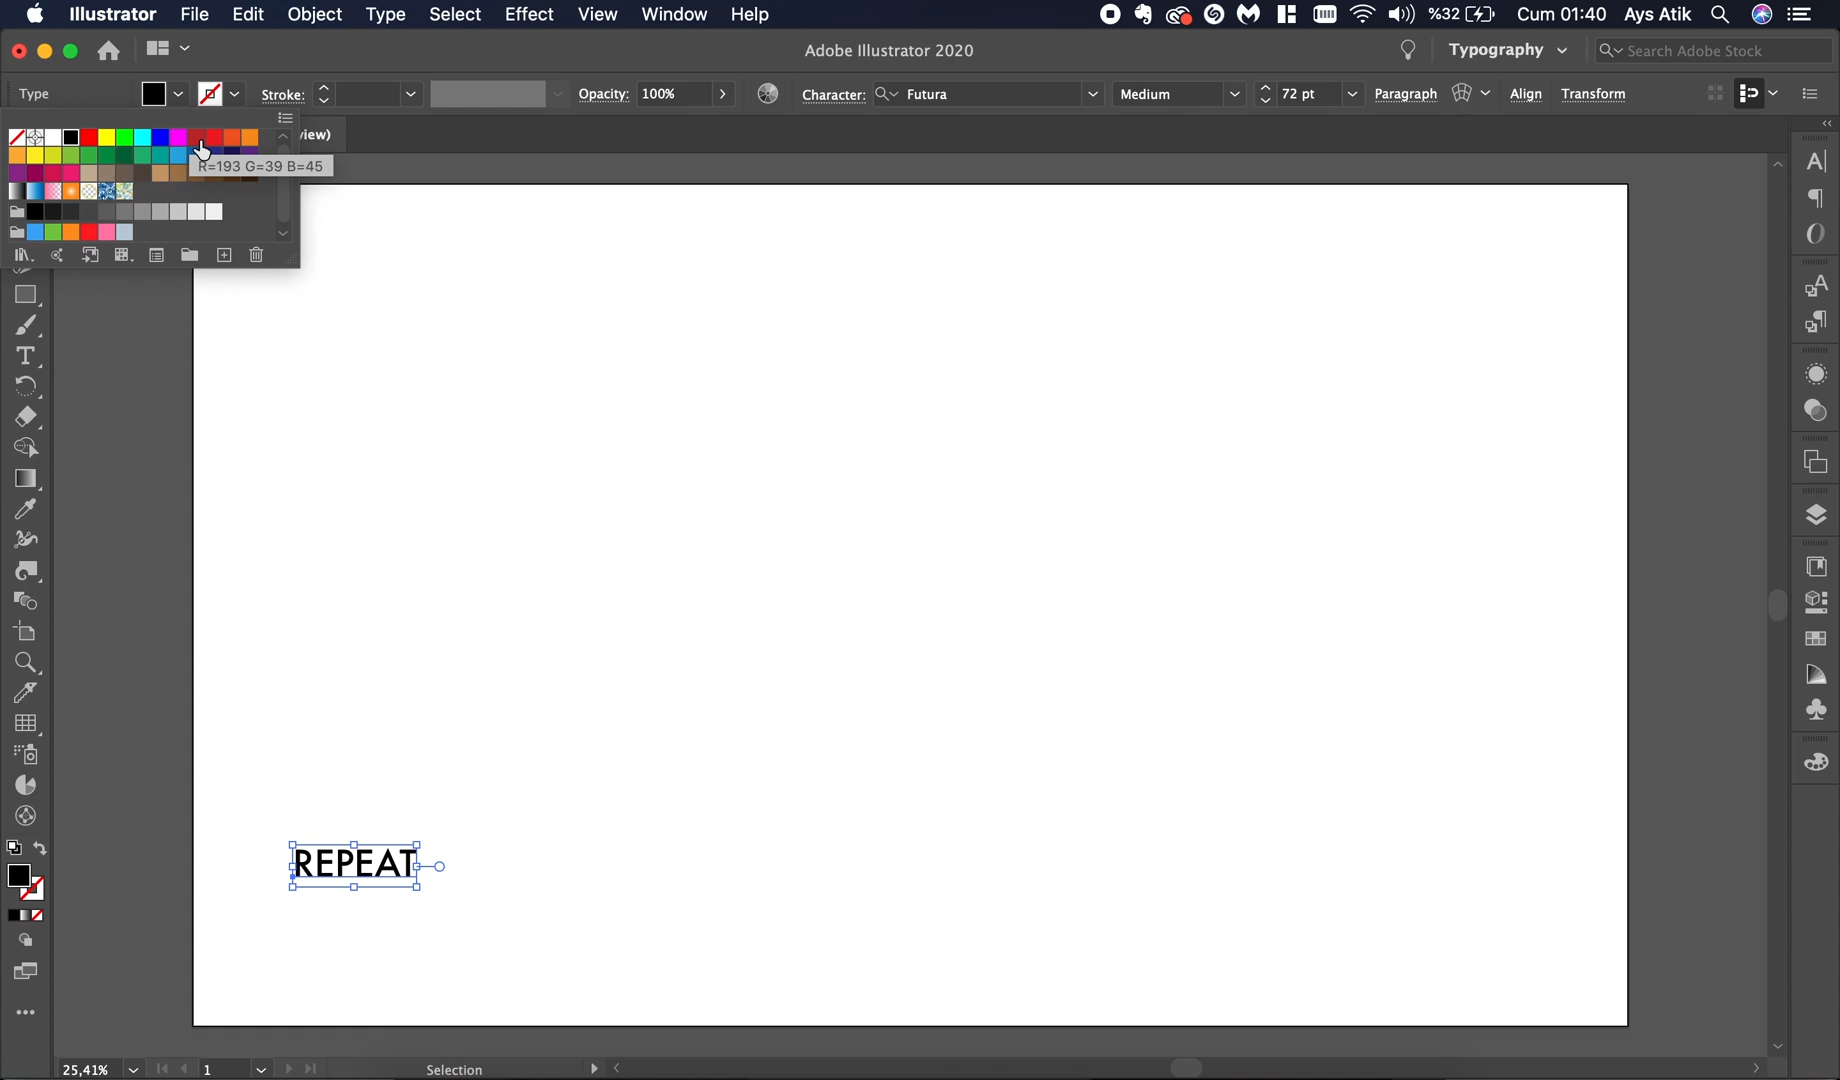 Illustrator File Edit Object Type Select Effect View Window Help %32 Cum 01:40 Ays Atik
Adobe Illustrator 2020 Typography Search Adobe Stock
Type Stroke: Opacity: 100% Character: Futura Medium 72 pt Paragraph Align Transform
view)
R=193 G=39 B=45
REPEAT
25,41% 1 Selection